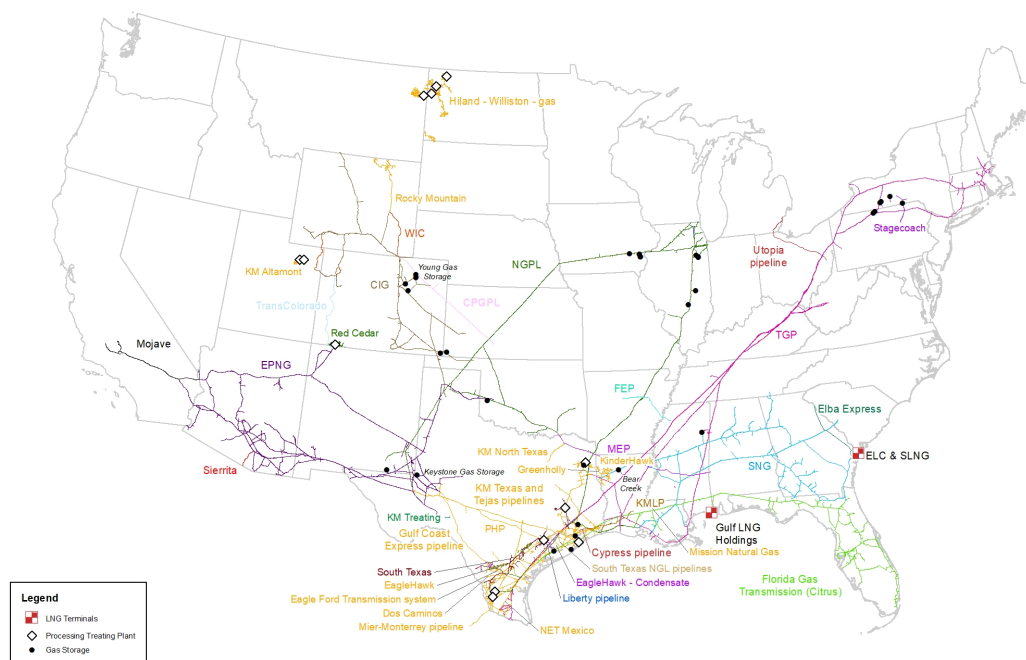 Hiland - Williston - gas
Rocky Mountain
Stagecoach
WIC
Utopia
pipeline
KM Altamont
Young Gas
Storage
NGPL
CIG
TransColorado
CPGPL
Red Cedar
TGP
Mojave
EPNG
FEP
Elba Express
MEP
KM North Texas
KinderHawk
ELC & SLNG
Sierrita
Keystone Gas Storage
Greenholly
SNG
Bear
Creek
KM Texas and
Tejas pipelines
KMLP
KM Treating
PHP
Gulf LNG
Holdings
Gulf Coast
Express pipeline
Mission Natural Gas
Cypress pipeline
South Texas
South Texas NGL pipelines
EagleHawk
EagleHawk - Condensate
Florida Gas
Transmission (Citrus)
Eagle Ford Transmission system
Liberty pipeline
Dos Caminos
Mier-Monterrey pipeline
NET Mexico
Legend
LNG Terminals
Processing Treating Plant
Gas Storage